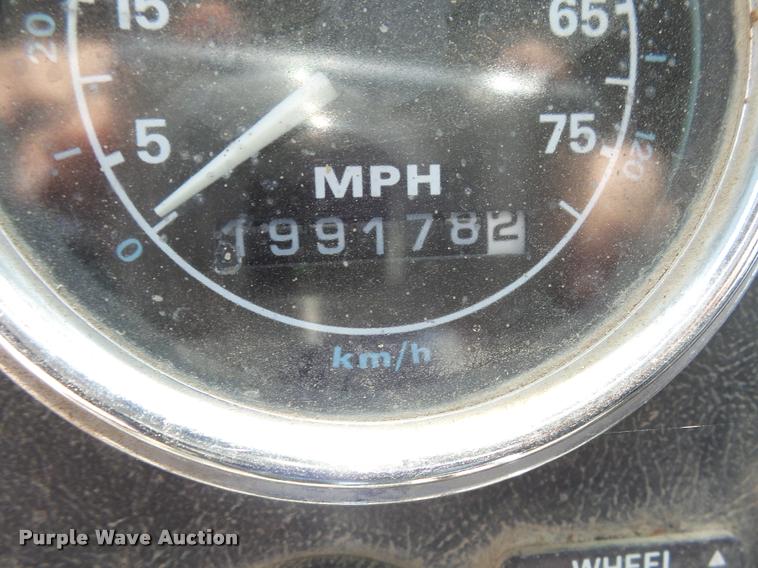 20 15 65
5 75 120
MPH
1991782
0
km/h
Purple Wave Auction
WHEEL ▲